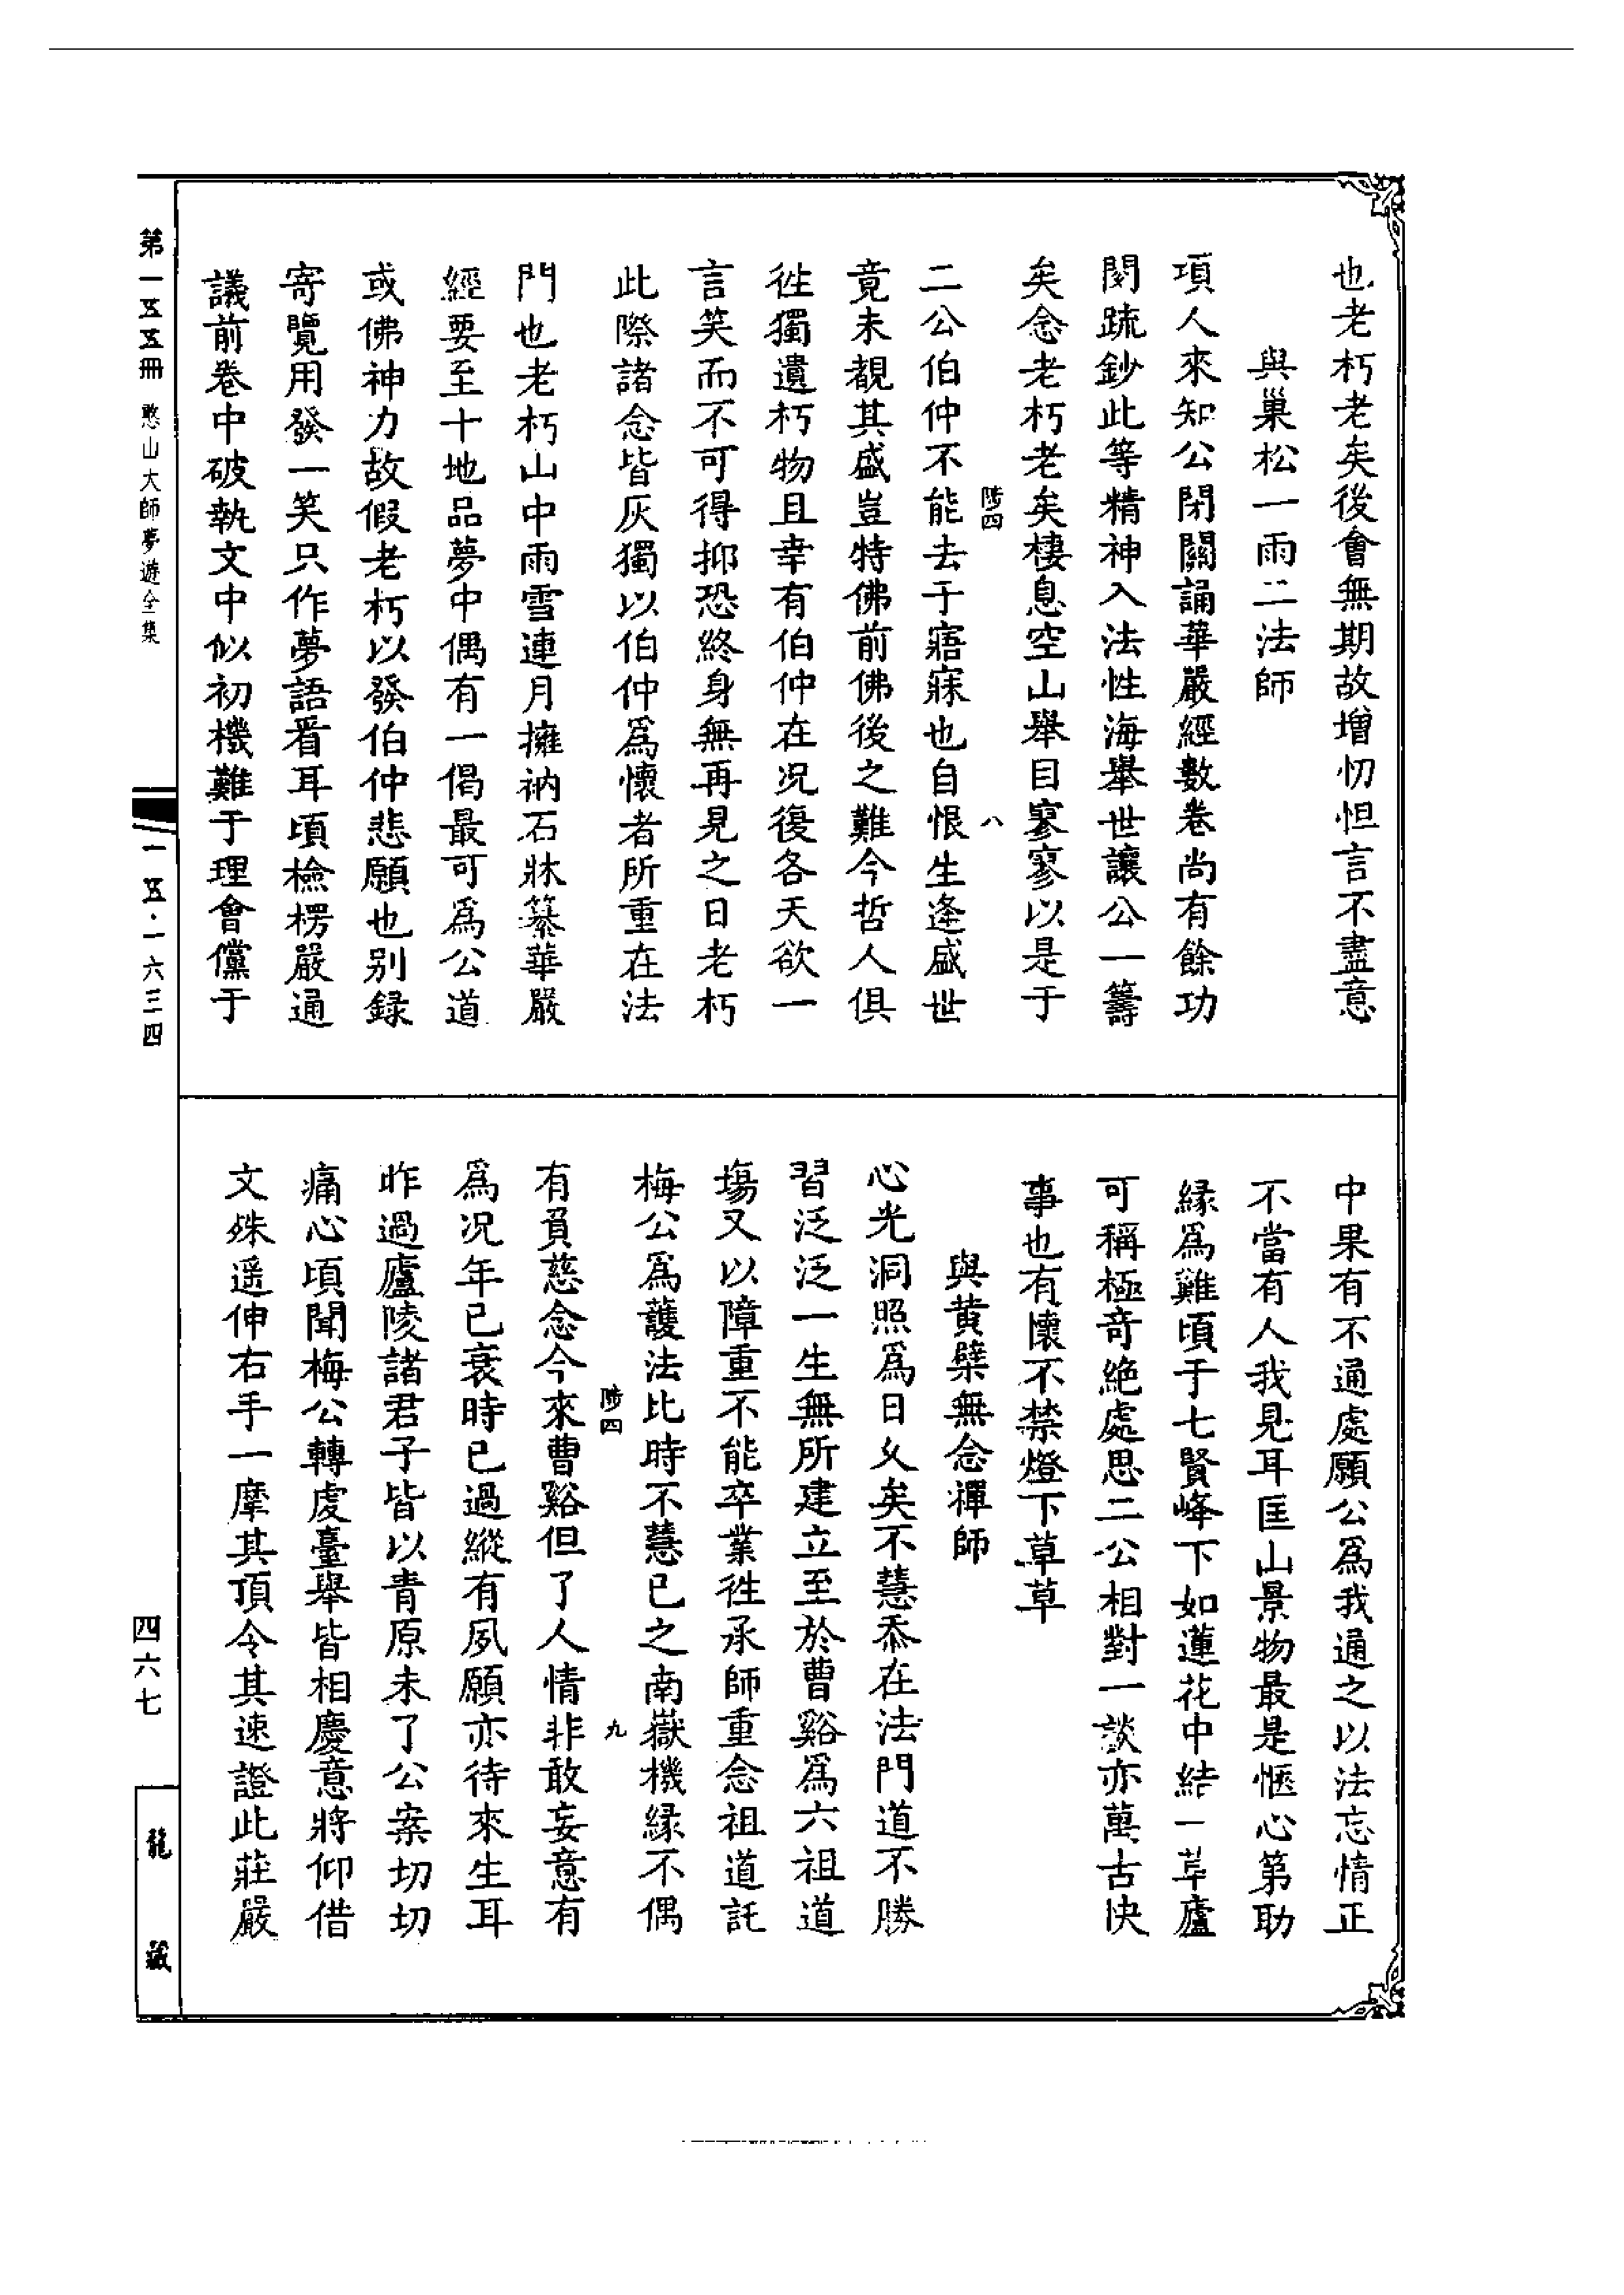 也老朽老矣後會無期故增忉怛言不盡意
與巢松一雨二法師
項人來知公閉關誦華嚴經數卷尚有餘功
閱疏鈔此等精神入法性海舉世讓公一籌
矣念老朽老矣棲息空山舉目寥寥以是于
陟四
八
二公伯仲不能去于寤寐也自恨生逢盛世
竟未覩其盛豈特佛前佛後之難今哲人俱
徃獨遺朽物且幸有伯仲在况復各天欲一
言笑而不可得抑恐終身無再見之日老朽
此際諸念皆灰獨以伯仲爲懷者所重在法
門也老朽山中雨雪連月擁衲石牀纂華嚴
經要至十地品夢中偶有一偈最可爲公道
或佛神力故假老朽以發伯仲悲願也别録
寄覽用發一笑只作夢語看耳頃檢楞嚴通
議前卷中破執文中似初機難于理會儻于
中果有不通處願公爲我通之以法忘情正
不當有人我見耳匡山景物最是愜心第助
緣爲難頃于七賢峰下如蓮花中結一草廬
可稱極奇絶處思二公相對一談亦萬古快
事也有懷不禁燈下草草
與黄檗無念禪師
心光洞照爲日乆矣不慧忝在法門道不勝
習泛泛一生無所建立至於曹谿爲六祖道
塲又以障重不能卒業徃承師重念祖道託
梅公爲護法比時不慧已之南嶽機緣不偶
陟四
九
有負慈念今來曹谿但了人情非敢妄意有
爲况年已衰時已過縱有夙願亦待來生耳
昨過廬陵諸君子皆以青原未了公案切切
痛心頃聞梅公轉虔臺舉皆相慶意將仰借
文殊遥伸右手一摩其頂令其速證此莊嚴
第一五五冊 憨山大師夢遊全集
一五·一六三四
四六七
龍藏